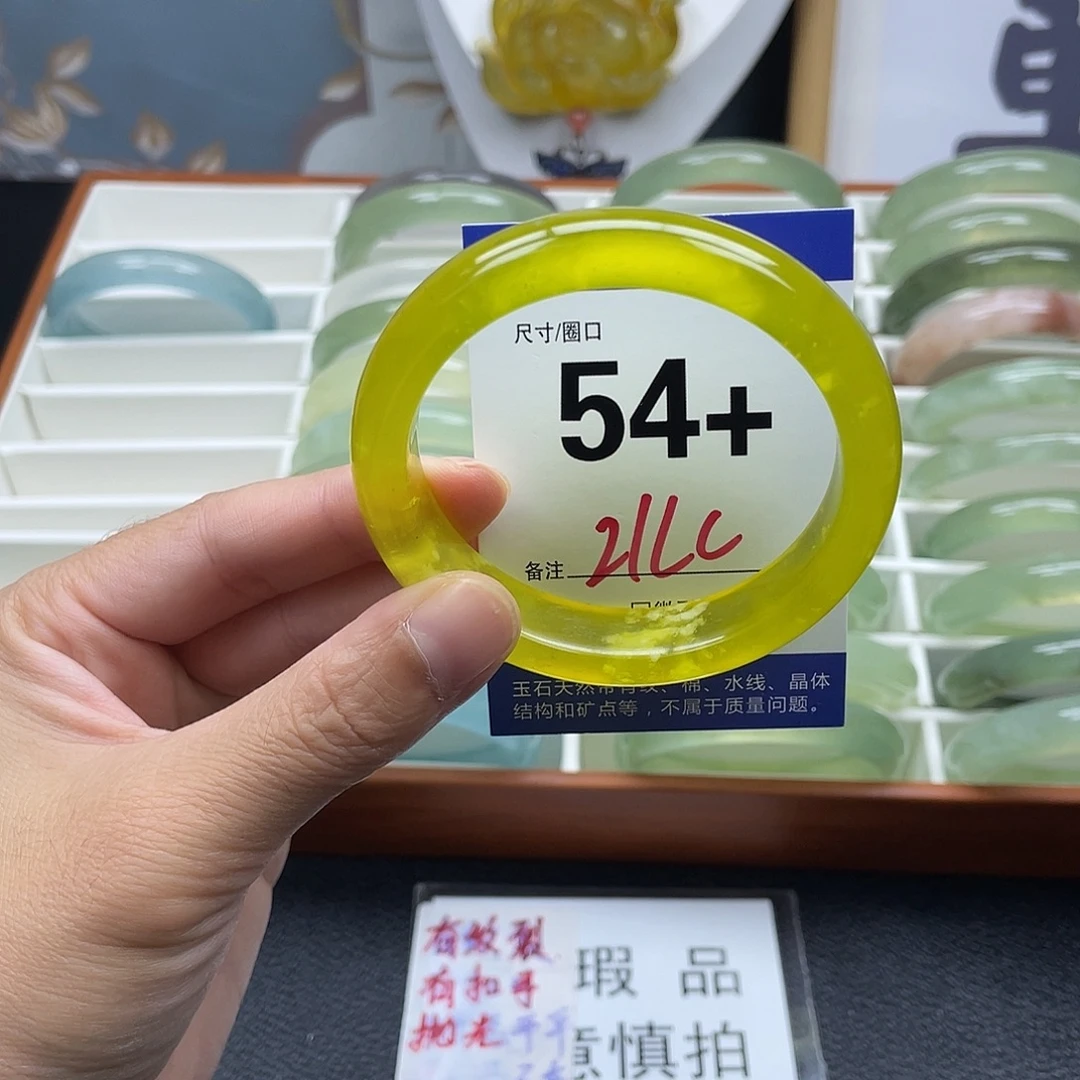 尺寸/圈口
54+
备注
玉石天然带有纹、棉、水线、晶体
结构和矿点等，不属于质量问题。
有纹裂 瑕 品
有扣手
抛光 意慎拍